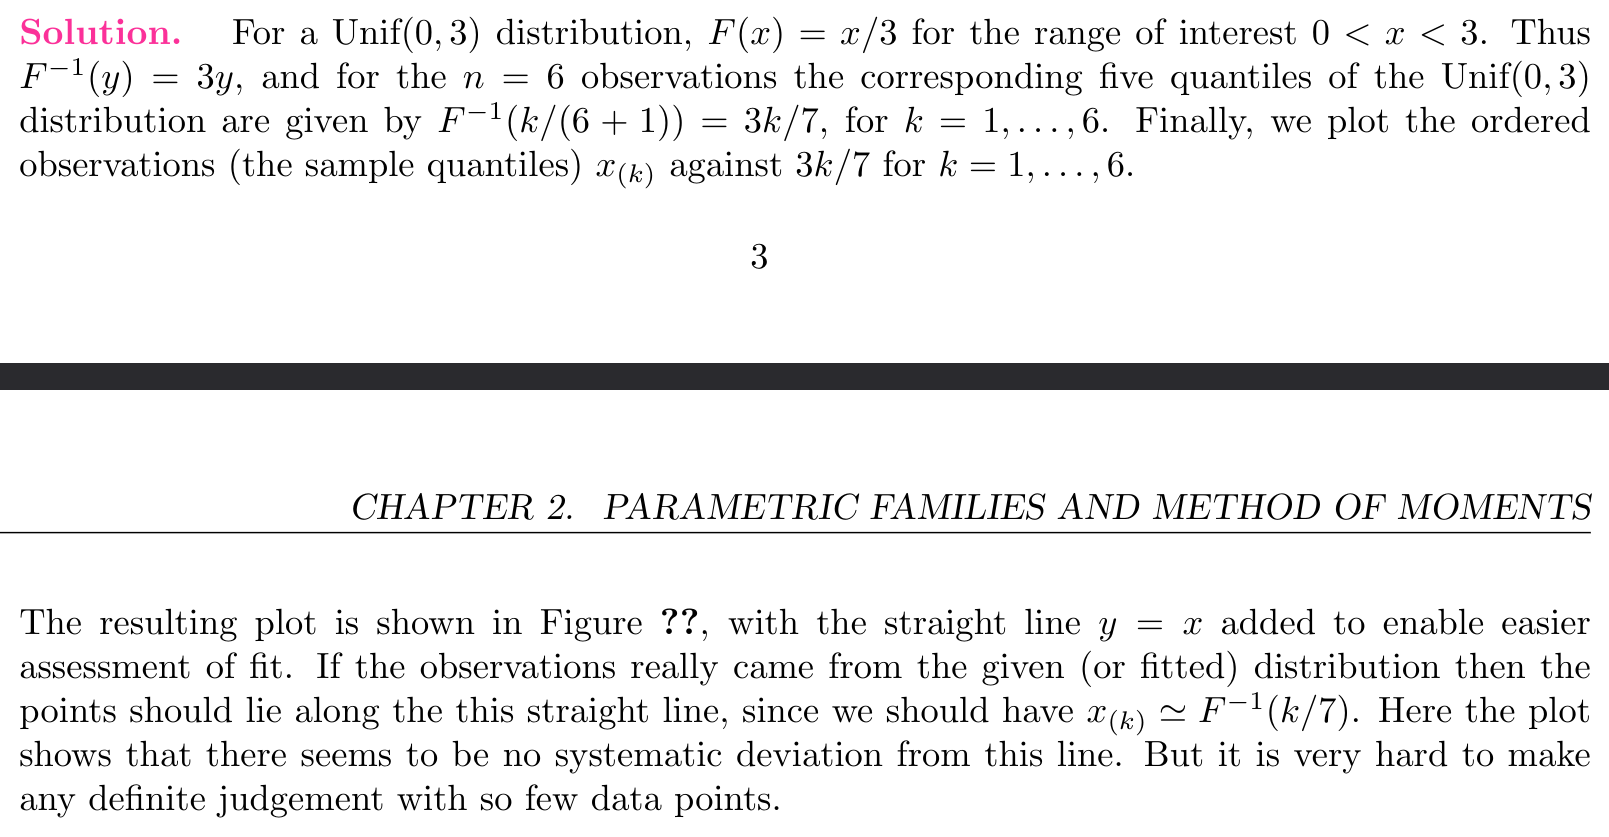 Solution. For a Unif(0, 3) distribution, F(x) = x/3 for the range of interest 0 < x < 3. Thus
F⁻¹(y) = 3y, and for the n = 6 observations the corresponding five quantiles of the Unif(0, 3)
distribution are given by F⁻¹(k/(6 + 1)) = 3k/7, for k = 1, . . . , 6. Finally, we plot the ordered
observations (the sample quantiles) x₍ₖ₎ against 3k/7 for k = 1, . . . , 6.
3
CHAPTER 2. PARAMETRIC FAMILIES AND METHOD OF MOMENTS
The resulting plot is shown in Figure ??, with the straight line y = x added to enable easier
assessment of fit. If the observations really came from the given (or fitted) distribution then the
points should lie along the this straight line, since we should have x₍ₖ₎ ≃ F⁻¹(k/7). Here the plot
shows that there seems to be no systematic deviation from this line. But it is very hard to make
any definite judgement with so few data points.